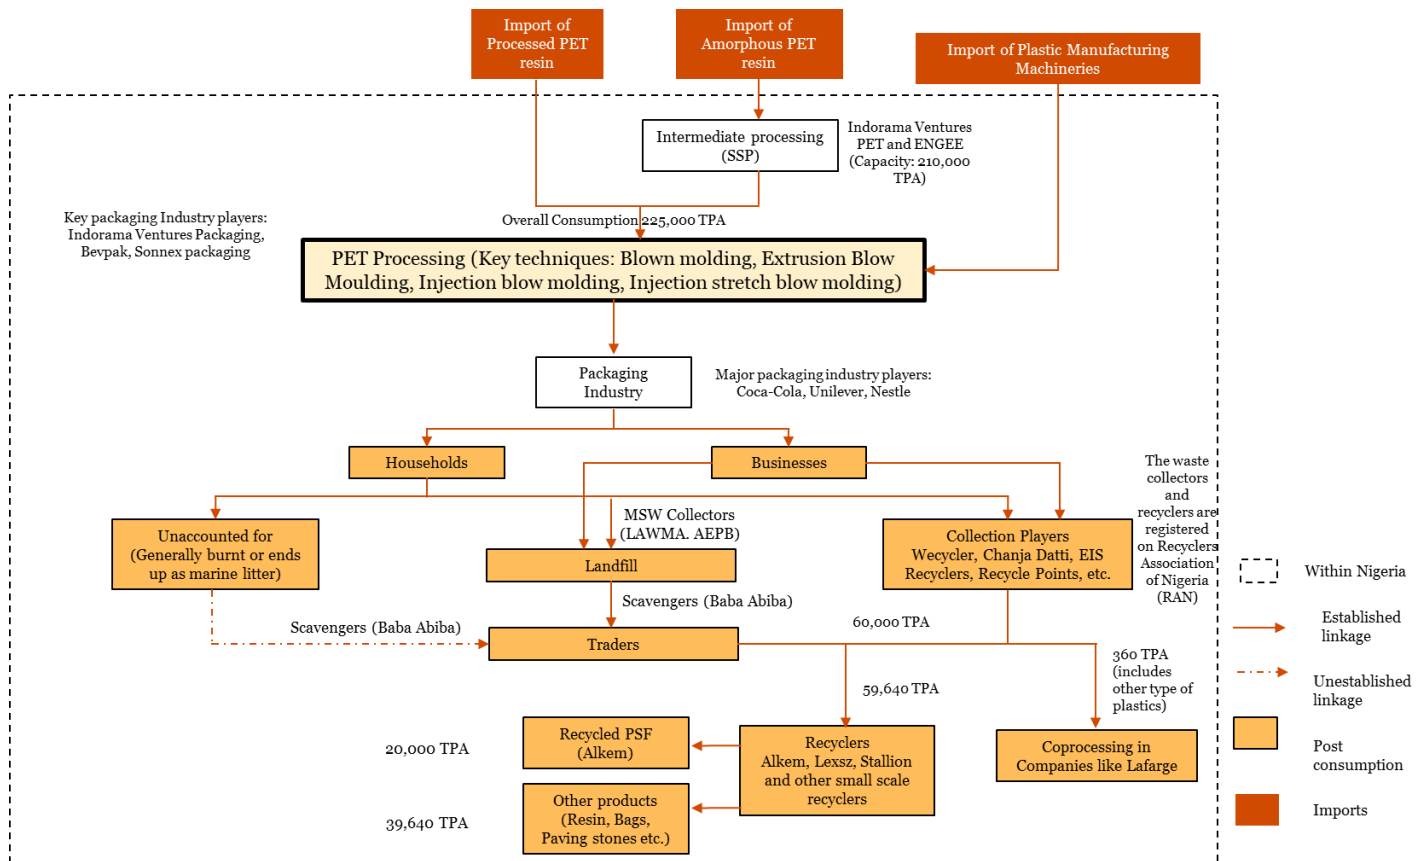 Import of
Processed PET
resin
Import of
Amorphous PET
resin
Import of Plastic Manufacturing
Machineries
Intermediate processing
(SSP)
Indorama Ventures
PET and ENGEE
(Capacity: 210,000
TPA)
Key packaging Industry players:
Indorama Ventures Packaging,
Bevpak, Sonnex packaging
Overall Consumption 225,000 TPA
PET Processing (Key techniques: Blown molding, Extrusion Blow
Moulding, Injection blow molding, Injection stretch blow molding)
Packaging
Industry
Major packaging industry players:
Coca-Cola, Unilever, Nestle
Households
Businesses
The waste
collectors
and
recyclers are
registered
on Recyclers
Association
of Nigeria
(RAN)
Unaccounted for
(Generally burnt or ends
up as marine litter)
MSW Collectors
(LAWMA. AEPB)
Landfill
Collection Players
Wecycler, Chanja Datti, EIS
Recyclers, Recycle Points, etc.
Scavengers (Baba Abiba)
Scavengers (Baba Abiba)
Traders
60,000 TPA
59,640 TPA
360 TPA
(includes
other type of
plastics)
20,000 TPA
Recycled PSF
(Alkem)
Recyclers
Alkem, Lexsz, Stallion
and other small scale
recyclers
Coprocessing in
Companies like Lafarge
39,640 TPA
Other products
(Resin, Bags,
Paving stones etc.)
Within Nigeria
Established
linkage
Unestablished
linkage
Post
consumption
Imports